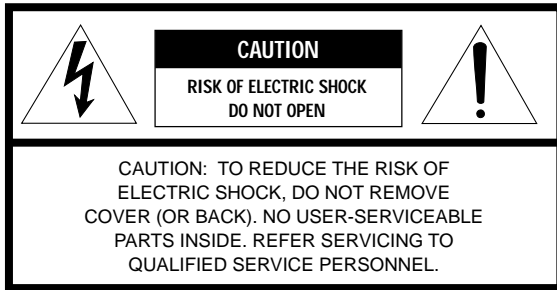 CAUTION
RISK OF ELECTRIC SHOCK
DO NOT OPEN
CAUTION: TO REDUCE THE RISK OF
ELECTRIC SHOCK, DO NOT REMOVE
COVER (OR BACK). NO USER-SERVICEABLE
PARTS INSIDE. REFER SERVICING TO
QUALIFIED SERVICE PERSONNEL.